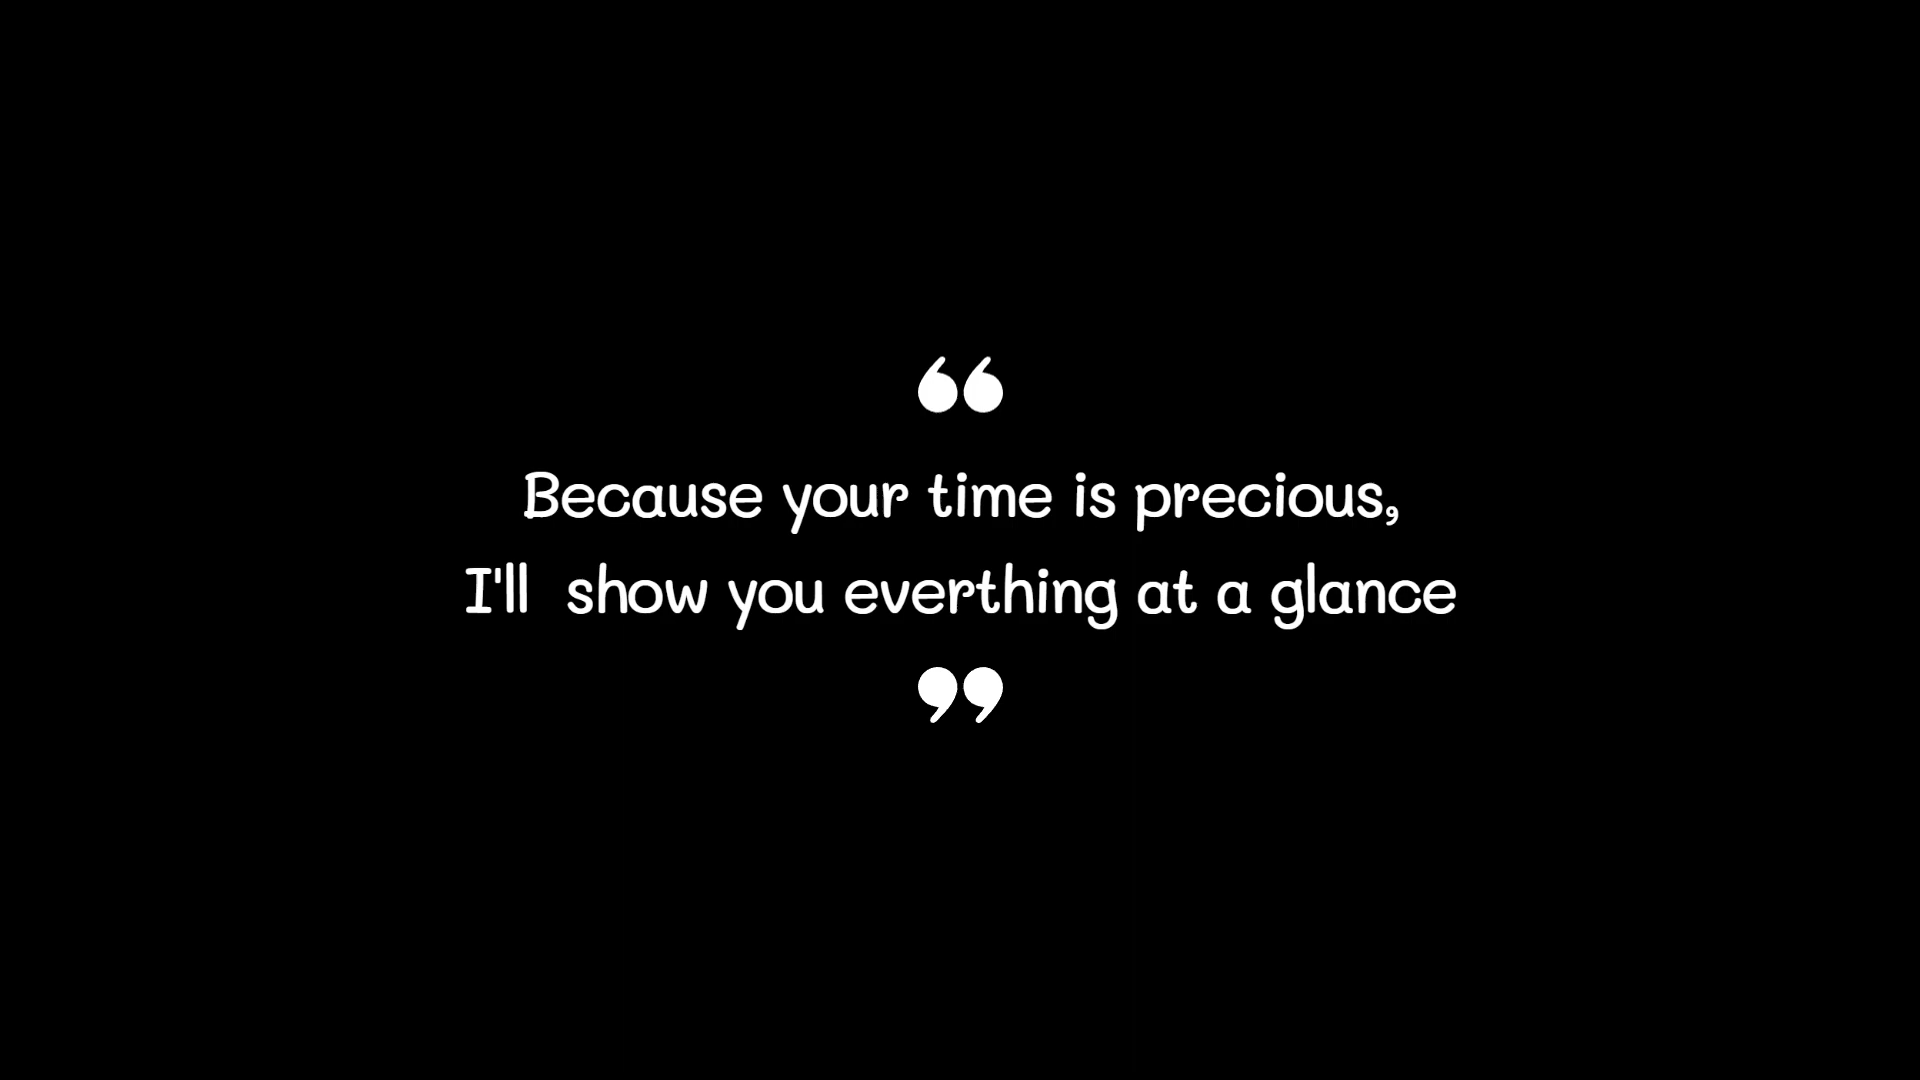 “
Because your time is precious,
I'll  show you everthing at a glance
”